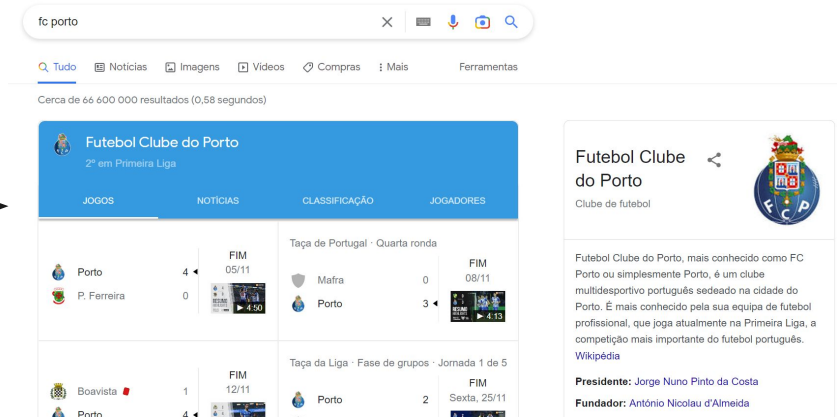 fc porto
Tudo
Notícias
Imagens
Vídeos
Compras
Mais
Ferramentas
Cerca de 66 600 000 resultados (0,58 segundos)
Futebol Clube do Porto
2º em Primeira Liga
JOGOS
NOTÍCIAS
CLASSIFICAÇÃO
JOGADORES
Porto 4
P. Ferreira 0
FIM
05/11
4:50
Taça de Portugal · Quarta ronda
Mafra 0
Porto 3
FIM
08/11
4:13
Boavista 1
Porto 4
FIM
12/11
Taça da Liga · Fase de grupos · Jornada 1 de 5
Porto 2
FIM
Sexta, 25/11
Futebol Clube
do Porto
Clube de futebol
FCP
Futebol Clube do Porto, mais conhecido como FC
Porto ou simplesmente Porto, é um clube
multidesportivo português sedeado na cidade do
Porto. É mais conhecido pela sua equipa de futebol
profissional, que joga atualmente na Primeira Liga, a
competição mais importante do futebol português.
Wikipédia
Presidente: Jorge Nuno Pinto da Costa
Fundador: António Nicolau d'Almeida